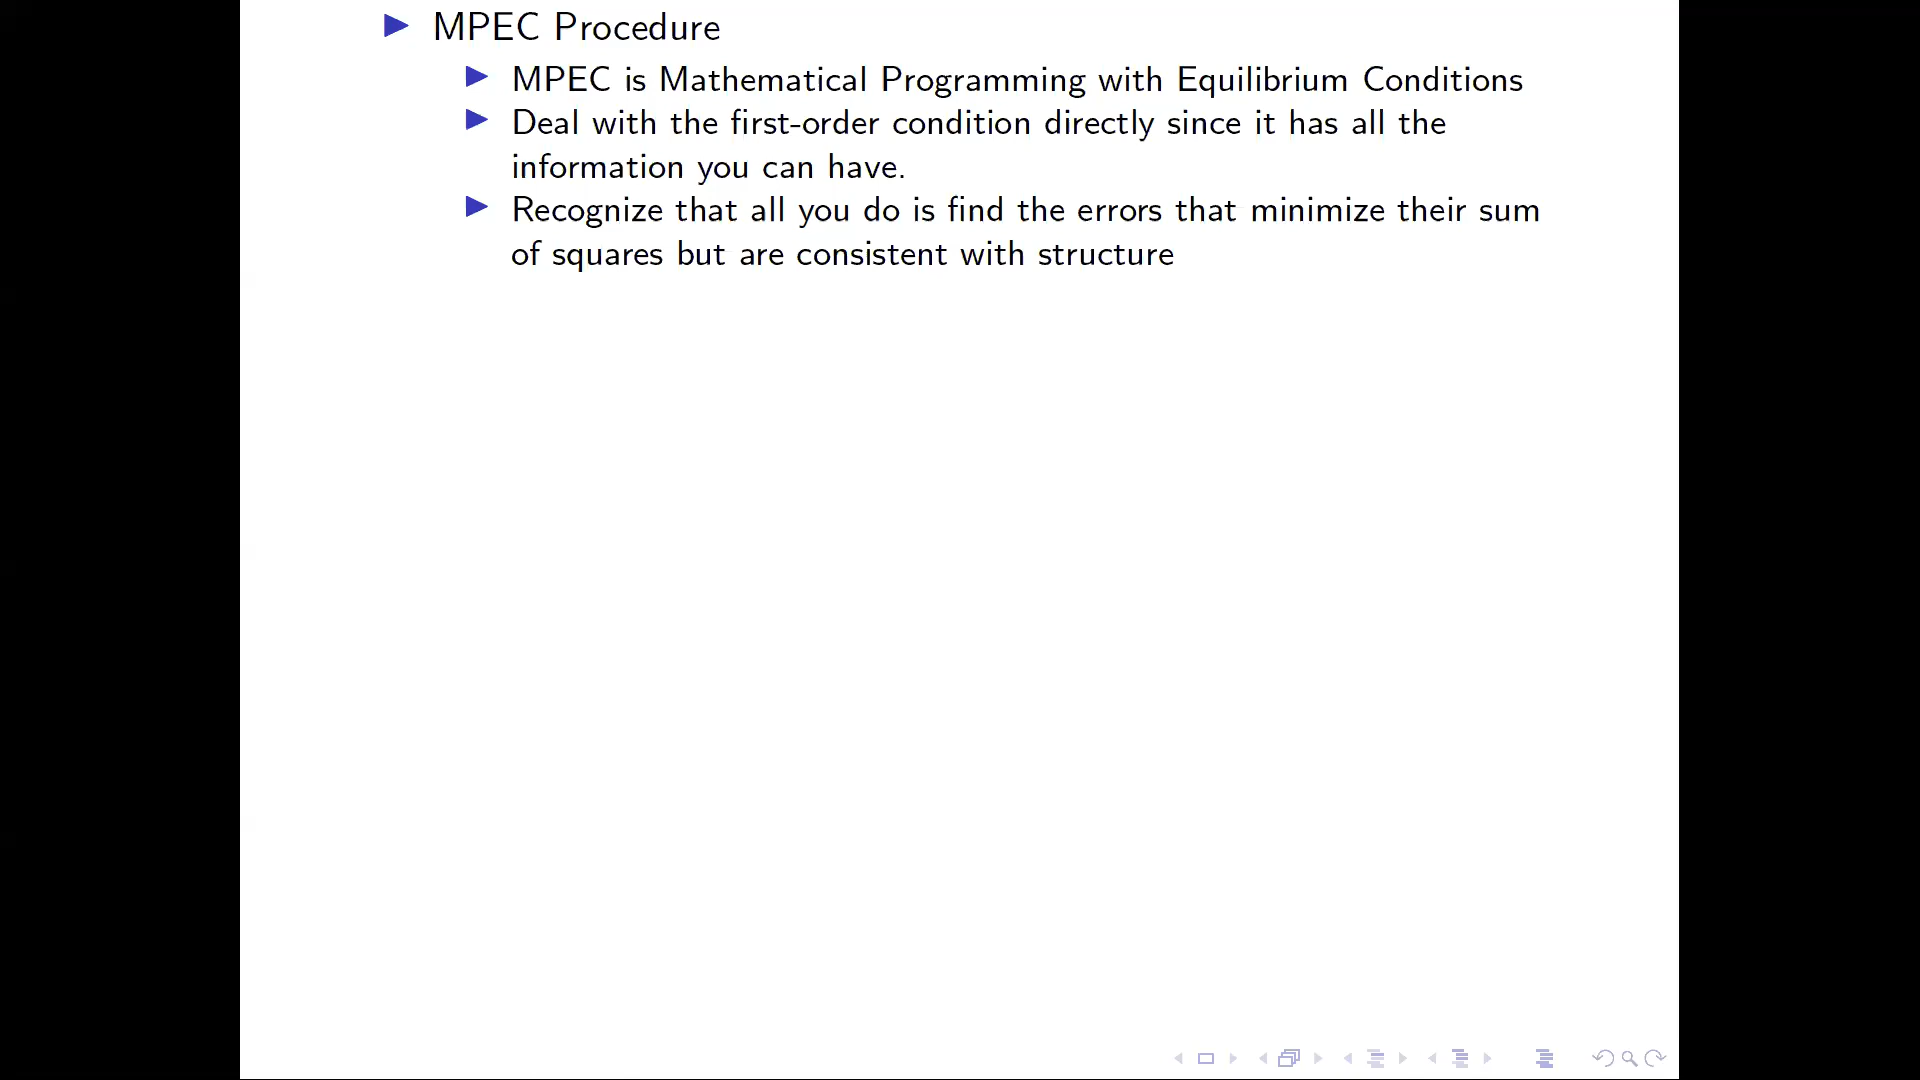 MPEC Procedure
MPEC is Mathematical Programming with Equilibrium Conditions
Deal with the first-order condition directly since it has all the
information you can have.
Recognize that all you do is find the errors that minimize their sum
of squares but are consistent with structure